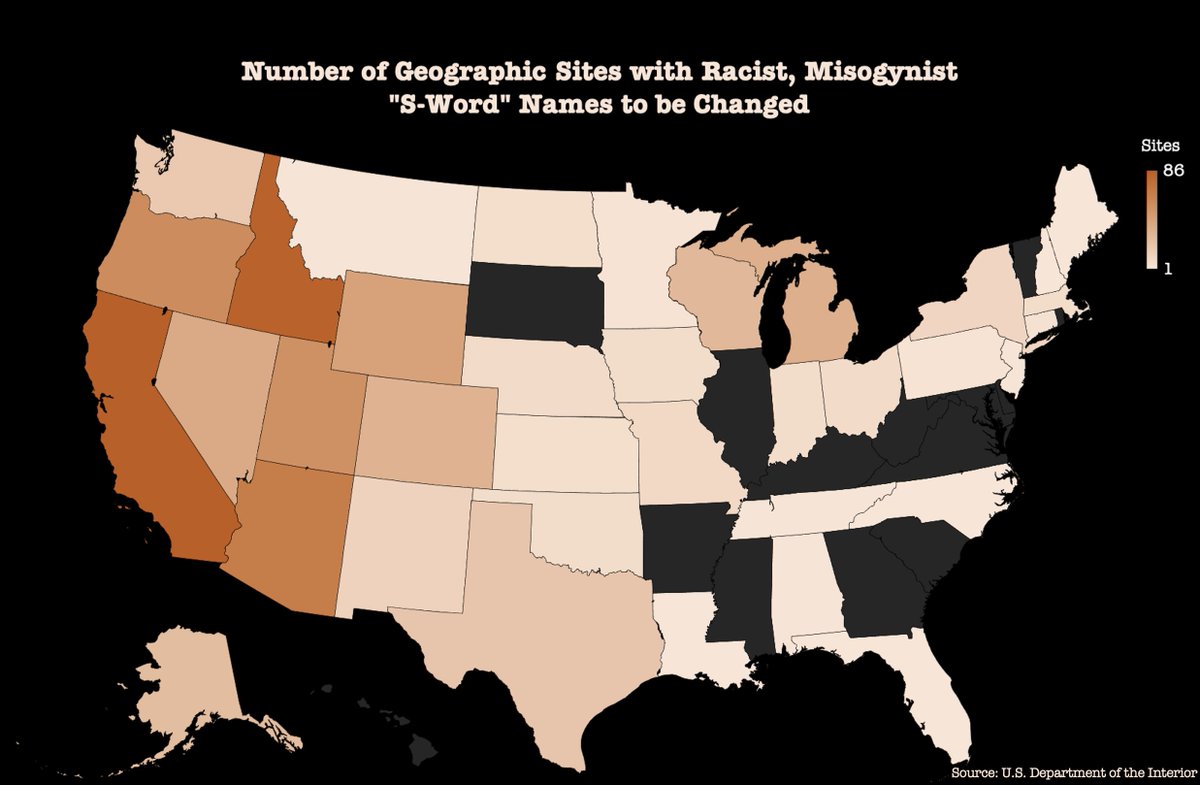 Number of Geographic Sites with Racist, Misogynist
"S-Word" Names to be Changed
Sites
86
1
Source: U.S. Department of the Interior